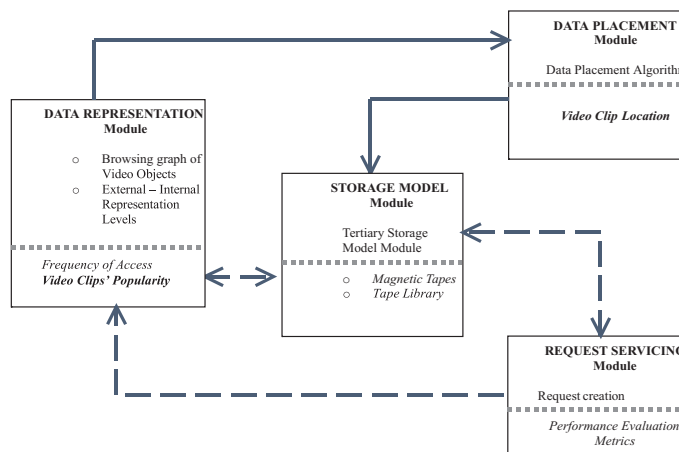 DATA PLACEMENT
Module
Data Placement Algorithm
Video Clip Location
DATA REPRESENTATION
Module
○ Browsing graph of
Video Objects
○ External – Internal
Representation
Levels
Frequency of Access
Video Clips' Popularity
STORAGE MODEL
Module
Tertiary Storage
Model Module
○ Magnetic Tapes
○ Tape Library
REQUEST SERVICING
Module
Request creation
Performance Evaluation
Metrics